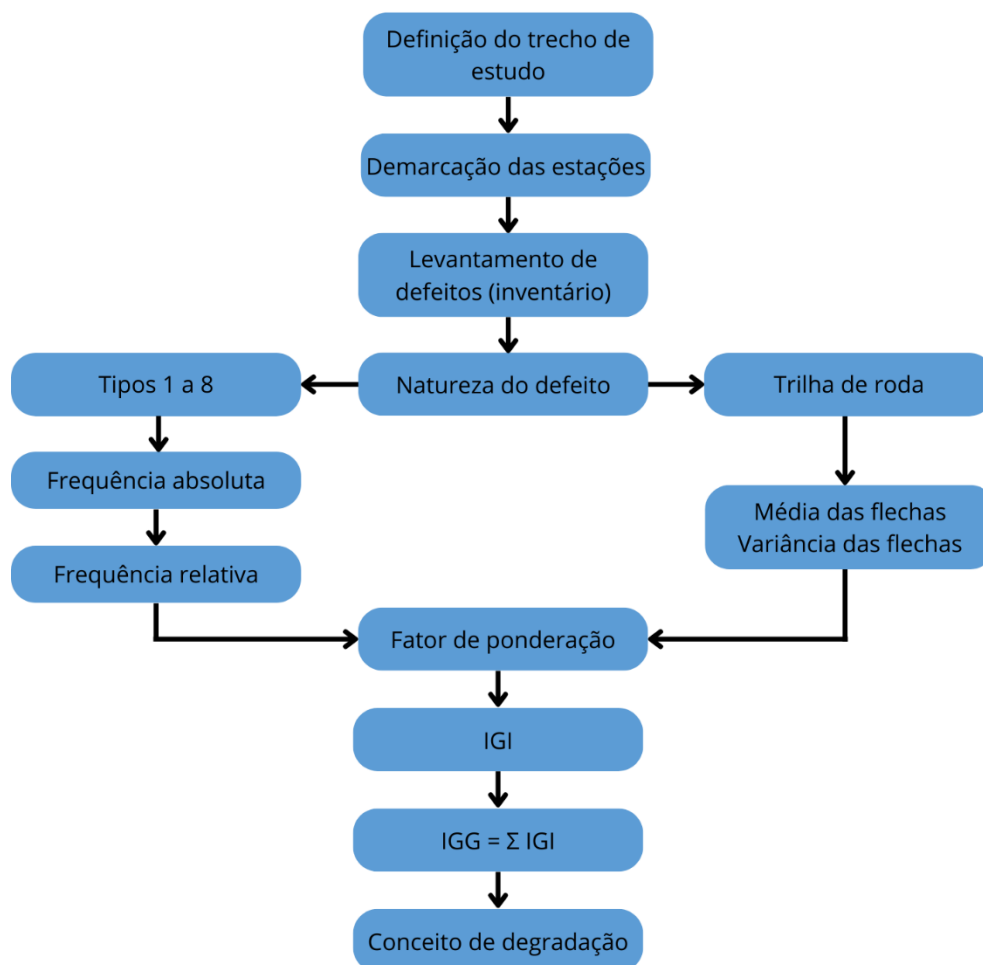 Definição do trecho de
estudo
Demarcação das estações
Levantamento de
defeitos (inventário)
Tipos 1 a 8
Natureza do defeito
Trilha de roda
Frequência absoluta
Média das flechas
Variância das flechas
Frequência relativa
Fator de ponderação
IGI
IGG = Σ IGI
Conceito de degradação